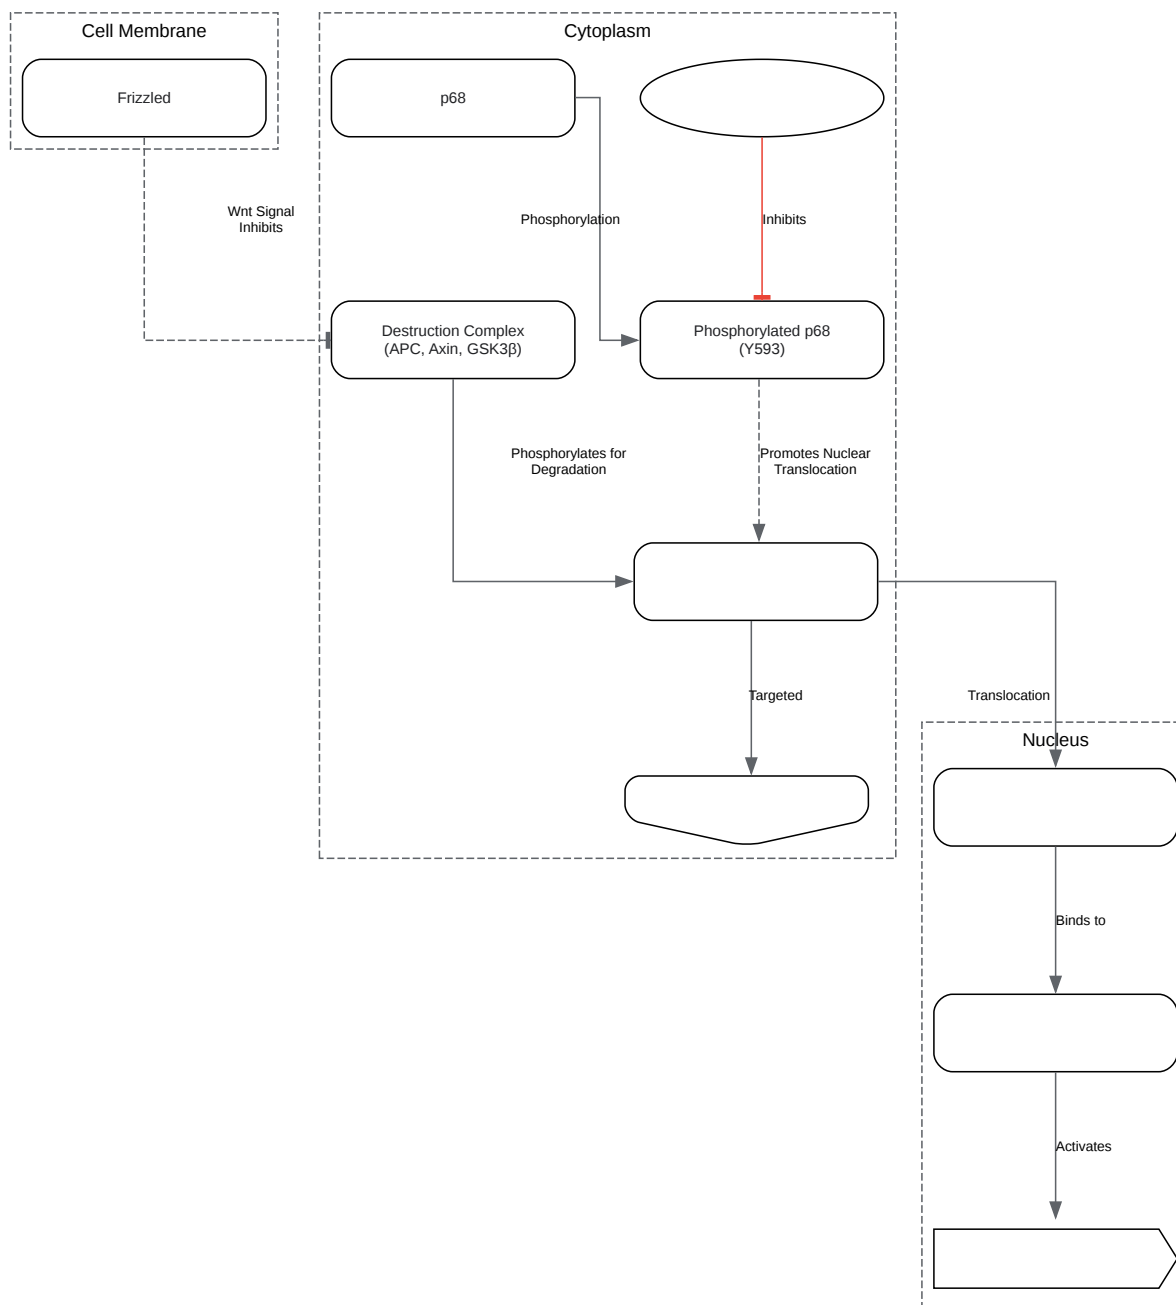 Cell Membrane
Frizzled
Cytoplasm
p68
Wnt Signal
Inhibits
Phosphorylation
Inhibits
Destruction Complex
(APC, Axin, GSK3β)
Phosphorylated p68
(Y593)
Phosphorylates for
Degradation
Promotes Nuclear
Translocation
Targeted
Translocation
Nucleus
Binds to
Activates